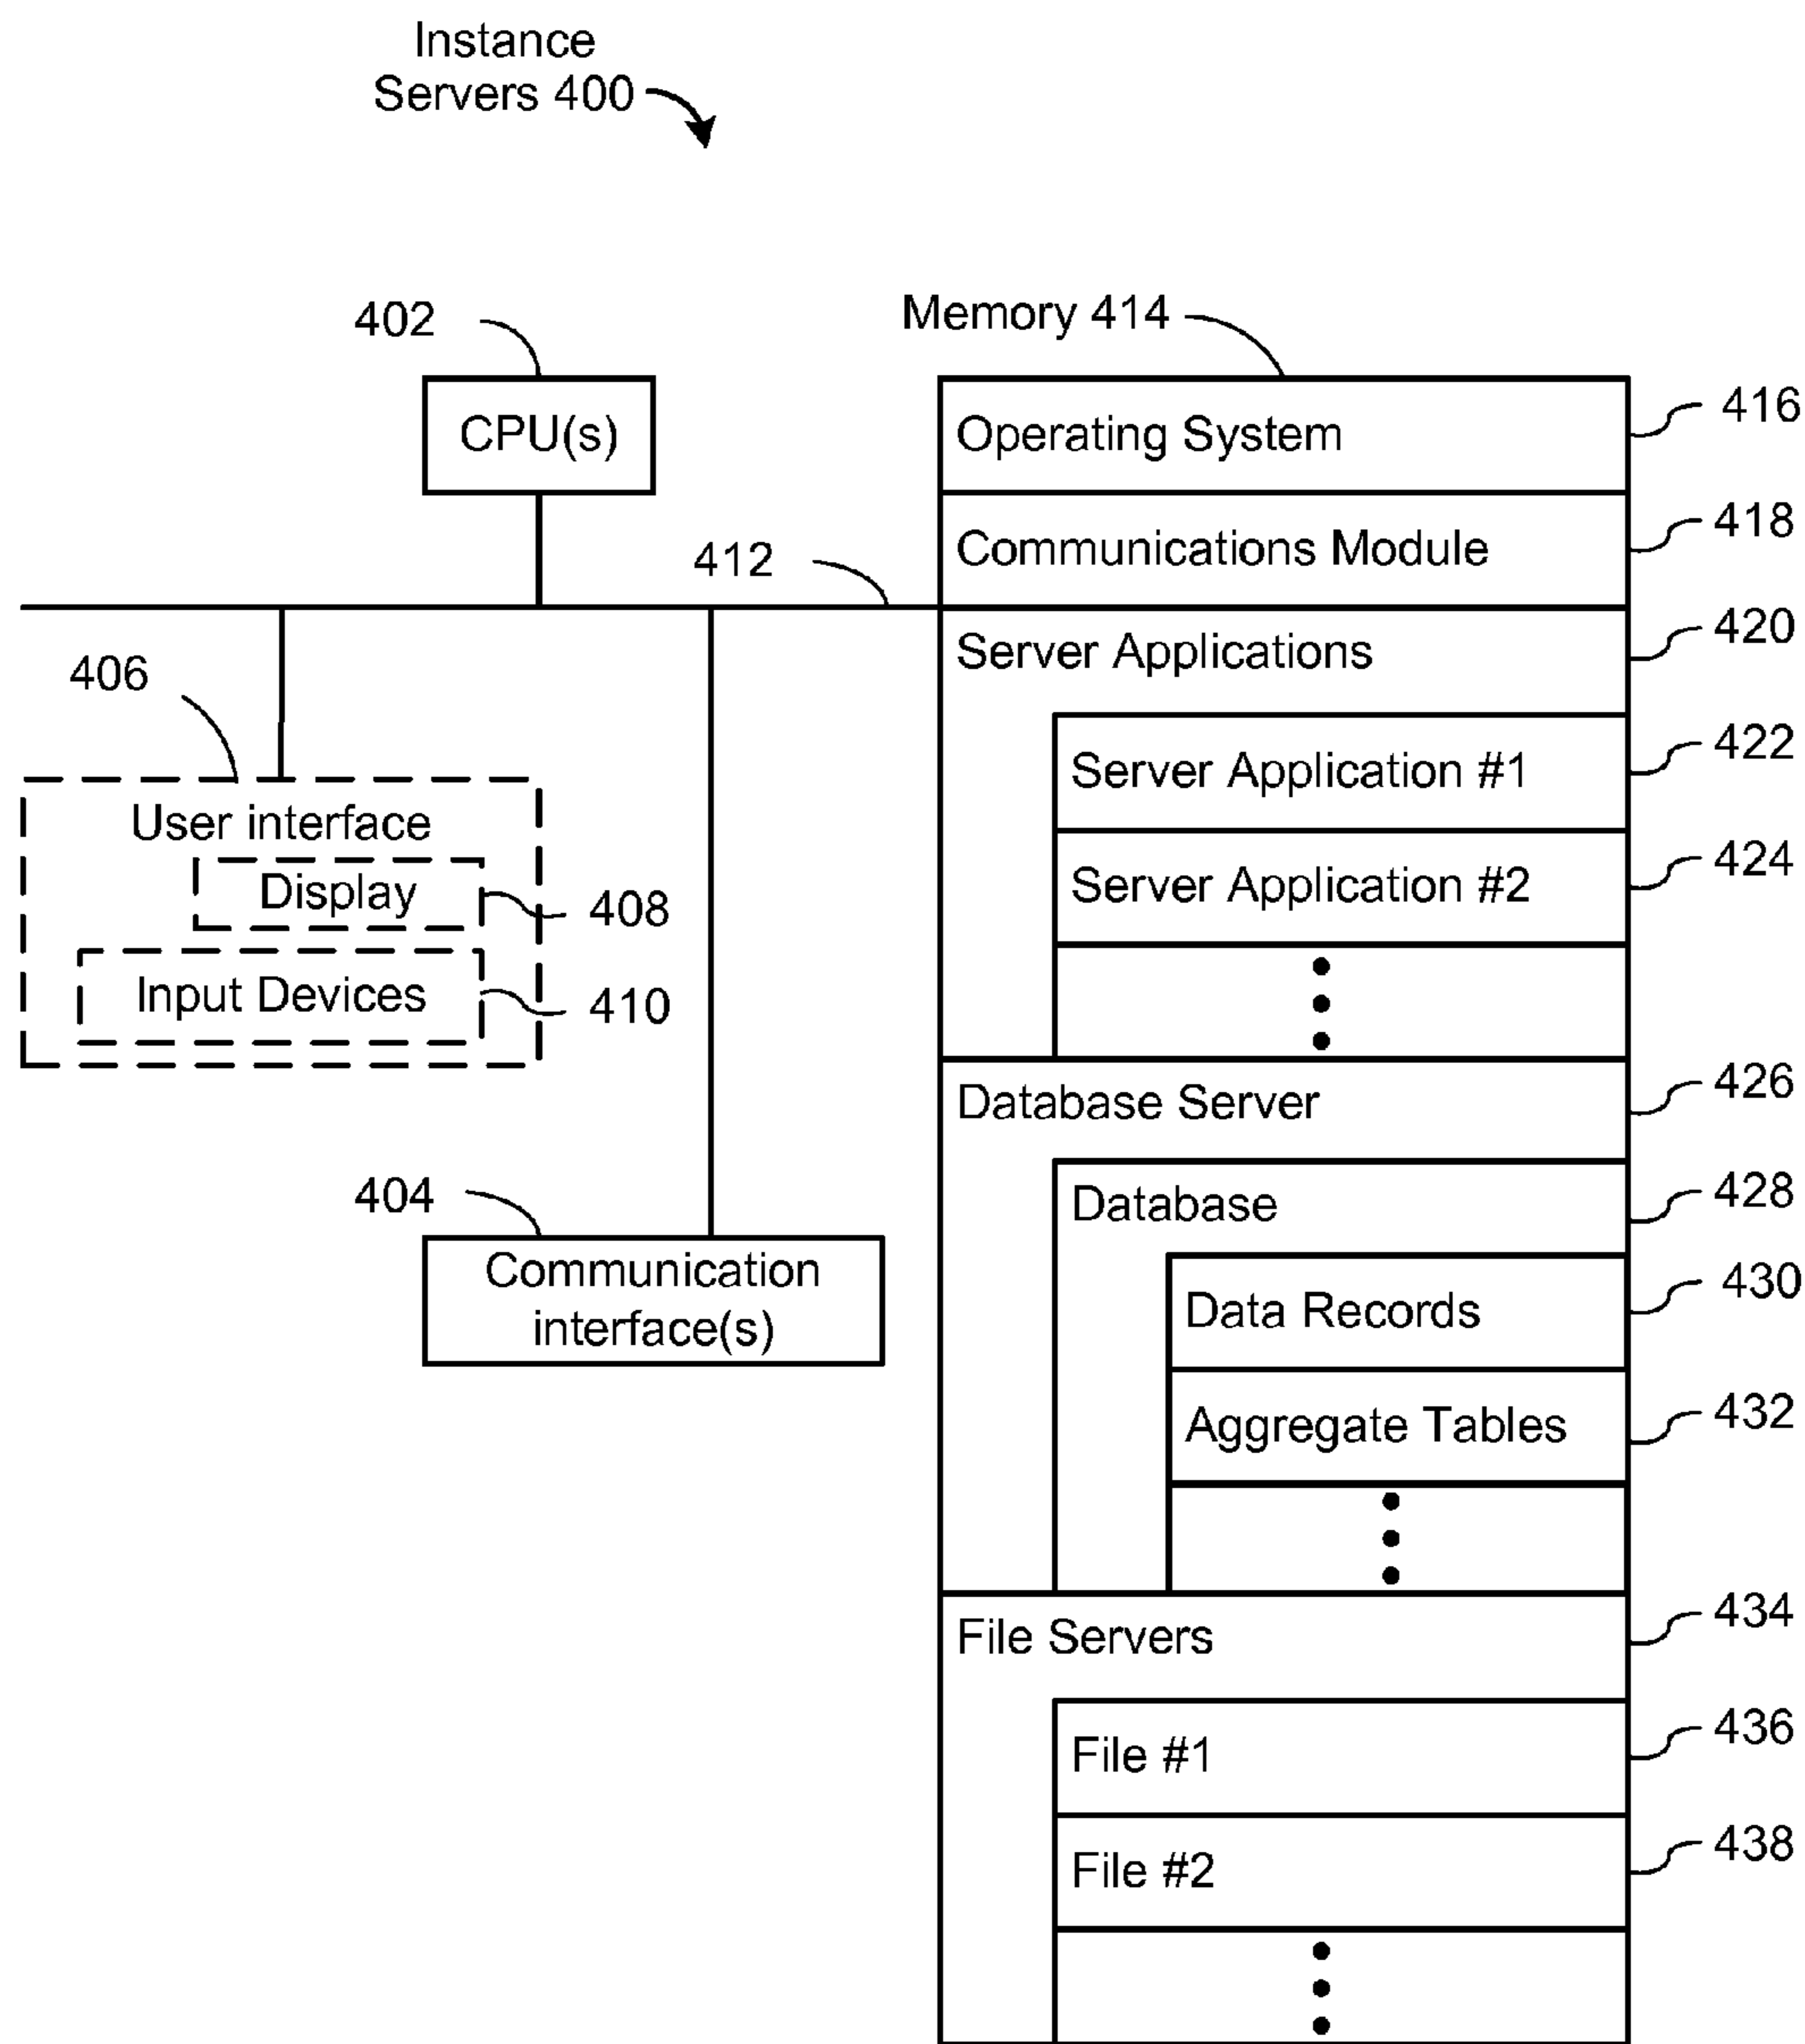 Instance
Servers 400
402
Memory 414
CPU(s)
Operating System
416
Communications Module
418
412
Server Applications
420
406
Server Application #1
422
User interface
Display
408
Server Application #2
424
Input Devices
410
Database Server
426
404
Database
428
Communication
interface(s)
Data Records
430
Aggregate Tables
432
File Servers
434
File #1
436
File #2
438